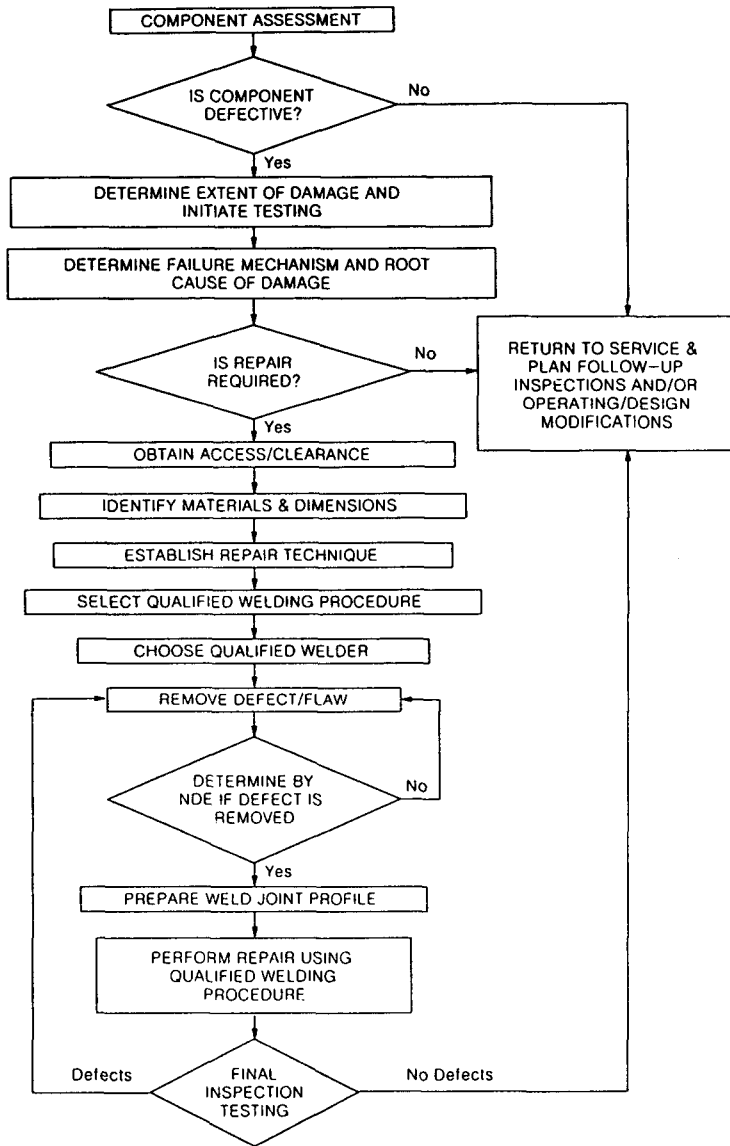 COMPONENT ASSESSMENT
IS COMPONENT
DEFECTIVE?
No
Yes
DETERMINE EXTENT OF DAMAGE AND
INITIATE TESTING
DETERMINE FAILURE MECHANISM AND ROOT
CAUSE OF DAMAGE
IS REPAIR
REQUIRED?
No
Yes
RETURN TO SERVICE &
PLAN FOLLOW-UP
INSPECTIONS AND/OR
OPERATING/DESIGN
MODIFICATIONS
OBTAIN ACCESS/CLEARANCE
IDENTIFY MATERIALS & DIMENSIONS
ESTABLISH REPAIR TECHNIQUE
SELECT QUALIFIED WELDING PROCEDURE
CHOOSE QUALIFIED WELDER
REMOVE DEFECT/FLAW
DETERMINE BY
NDE IF DEFECT IS
REMOVED
No
Yes
PREPARE WELD JOINT PROFILE
PERFORM REPAIR USING
QUALIFIED WELDING
PROCEDURE
Defects
FINAL
INSPECTION
TESTING
No Defects